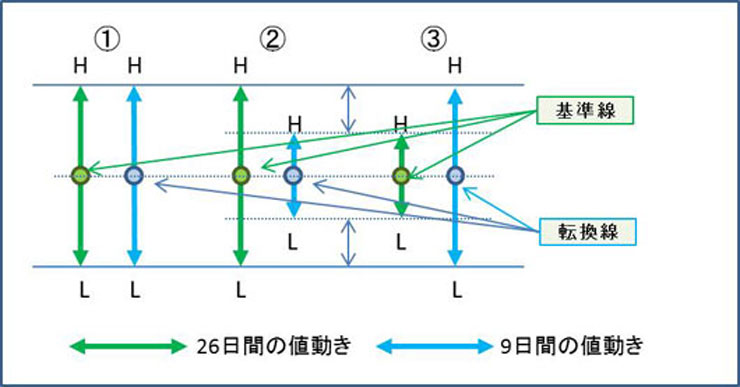 ① ② ③
H H H H
H H
基準線
転換線
L L
L L L L
26日間の値動き 9日間の値動き